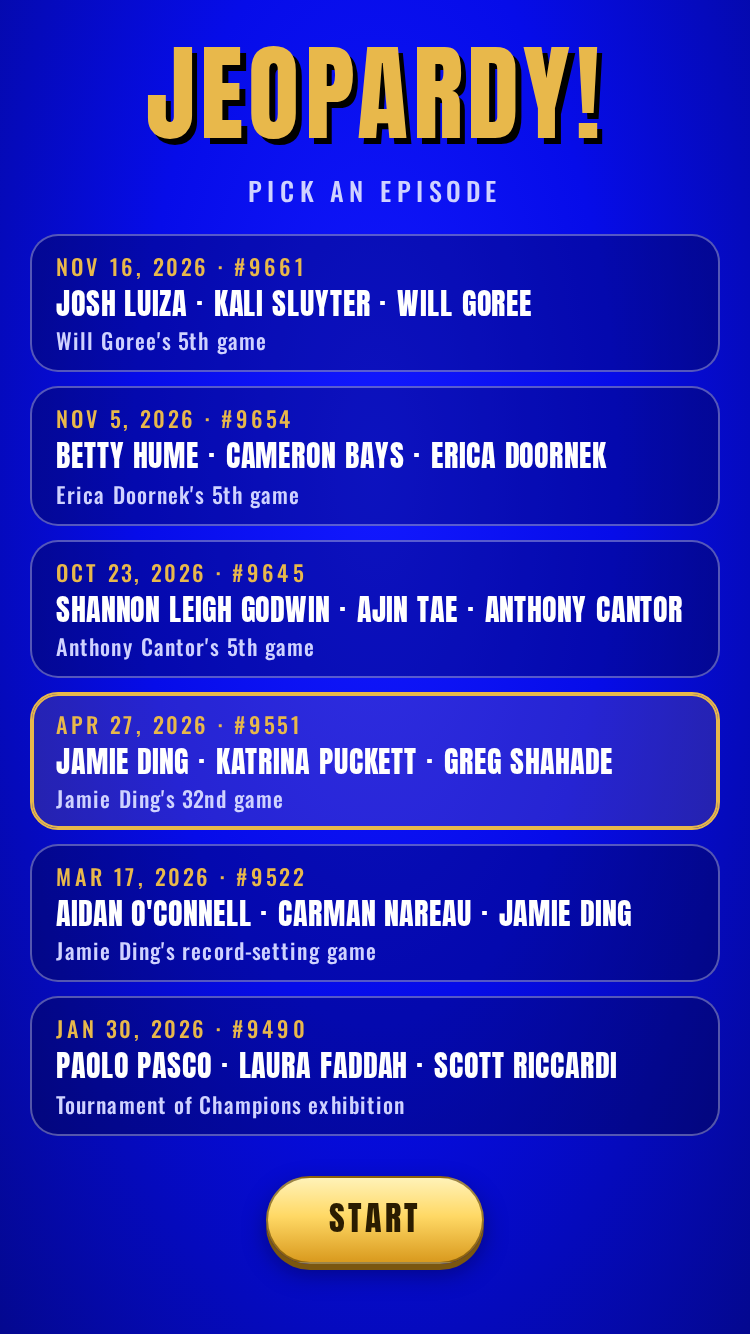 JEOPARDY!
PICK AN EPISODE
NOV 16, 2026 · #9661
JOSH LUIZA · KALI SLUYTER · WILL GOREE
Will Goree's 5th game
NOV 5, 2026 · #9654
BETTY HUME · CAMERON BAYS · ERICA DOORNEK
Erica Doornek's 5th game
OCT 23, 2026 · #9645
SHANNON LEIGH GODWIN · AJIN TAE · ANTHONY CANTOR
Anthony Cantor's 5th game
APR 27, 2026 · #9551
JAMIE DING · KATRINA PUCKETT · GREG SHAHADE
Jamie Ding's 32nd game
MAR 17, 2026 · #9522
AIDAN O'CONNELL · CARMAN NAREAU · JAMIE DING
Jamie Ding's record-setting game
JAN 30, 2026 · #9490
PAOLO PASCO · LAURA FADDAH · SCOTT RICCARDI
Tournament of Champions exhibition
START